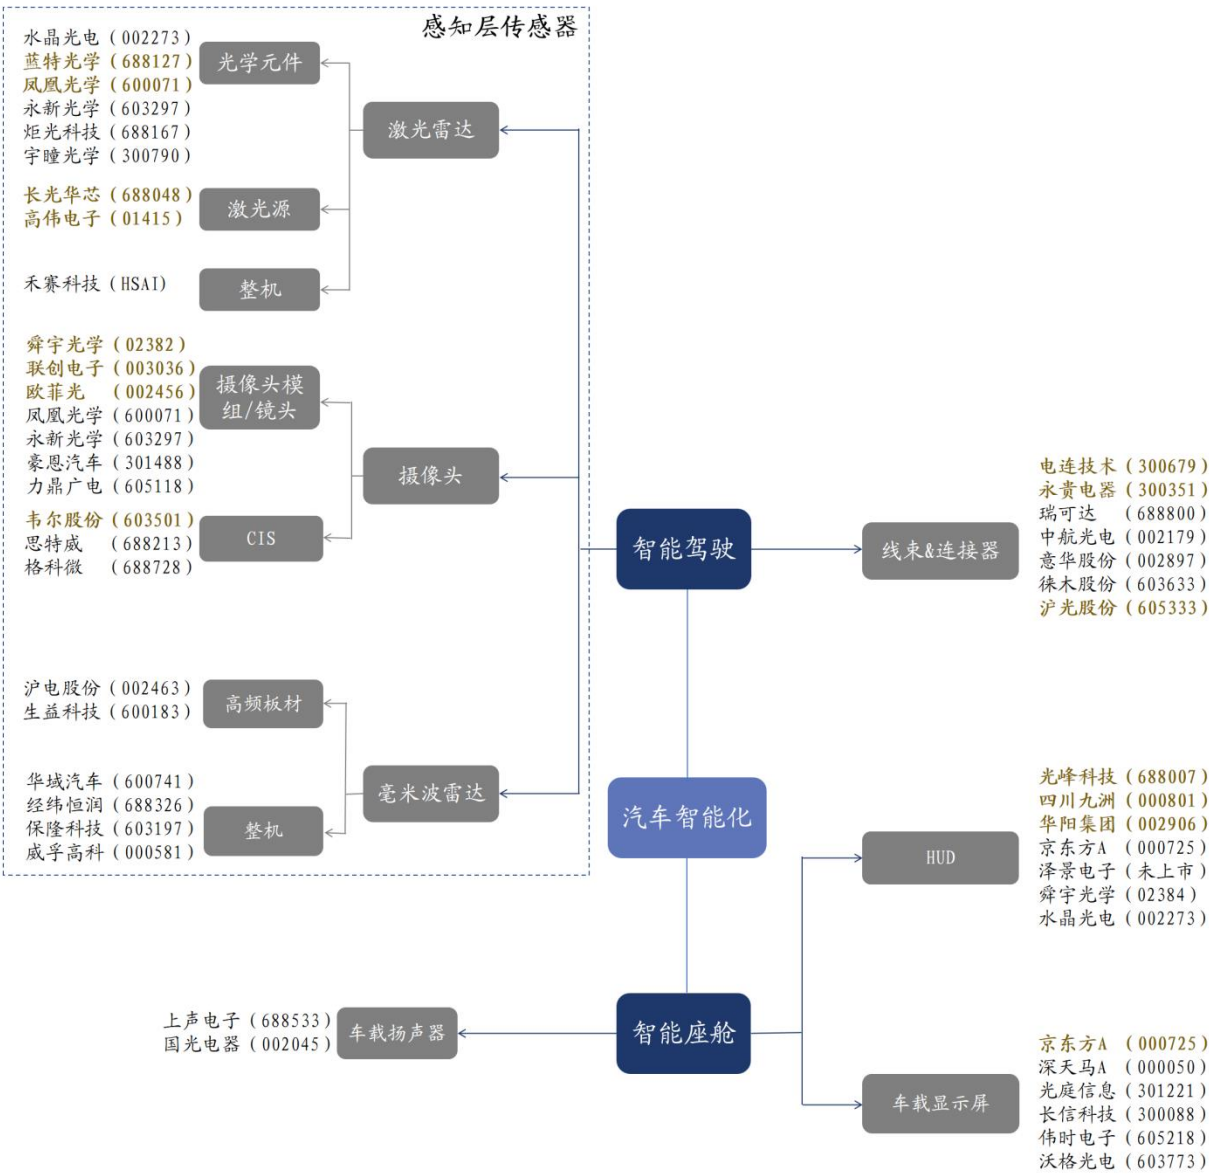 感知层传感器
水晶光电（002273）
蓝特光学（688127）
凤凰光学（600071）
永新光学（603297）
炬光科技（688167）
宇瞳光学（300790）
光学元件
激光雷达
长光华芯（688048）
高伟电子（01415）
激光源
禾赛科技（HSAI）
整机
舜宇光学（02382）
联创电子（003036）
欧菲光　（002456）
凤凰光学（600071）
永新光学（603297）
豪恩汽车（301488）
力鼎广电（605118）
摄像头模
组/镜头
摄像头
韦尔股份（603501）
思特威　（688213）
格科微　（688728）
CIS
沪电股份（002463）
生益科技（600183）
高频板材
毫米波雷达
华域汽车（600741）
经纬恒润（688326）
保隆科技（603197）
威孚高科（000581）
整机
智能驾驶
线束&连接器
电连技术（300679）
永贵电器（300351）
瑞可达　（688800）
中航光电（002179）
意华股份（002897）
徕木股份（603633）
沪光股份（605333）
汽车智能化
HUD
光峰科技（688007）
四川九洲（000801）
华阳集团（002906）
京东方A （000725）
泽景电子（未上市）
舜宇光学（02384）
水晶光电（002273）
上声电子（688533）
国光电器（002045）
车载扬声器
智能座舱
车载显示屏
京东方A （000725）
深天马A （000050）
光庭信息（301221）
长信科技（300088）
伟时电子（605218）
沃格光电（603773）